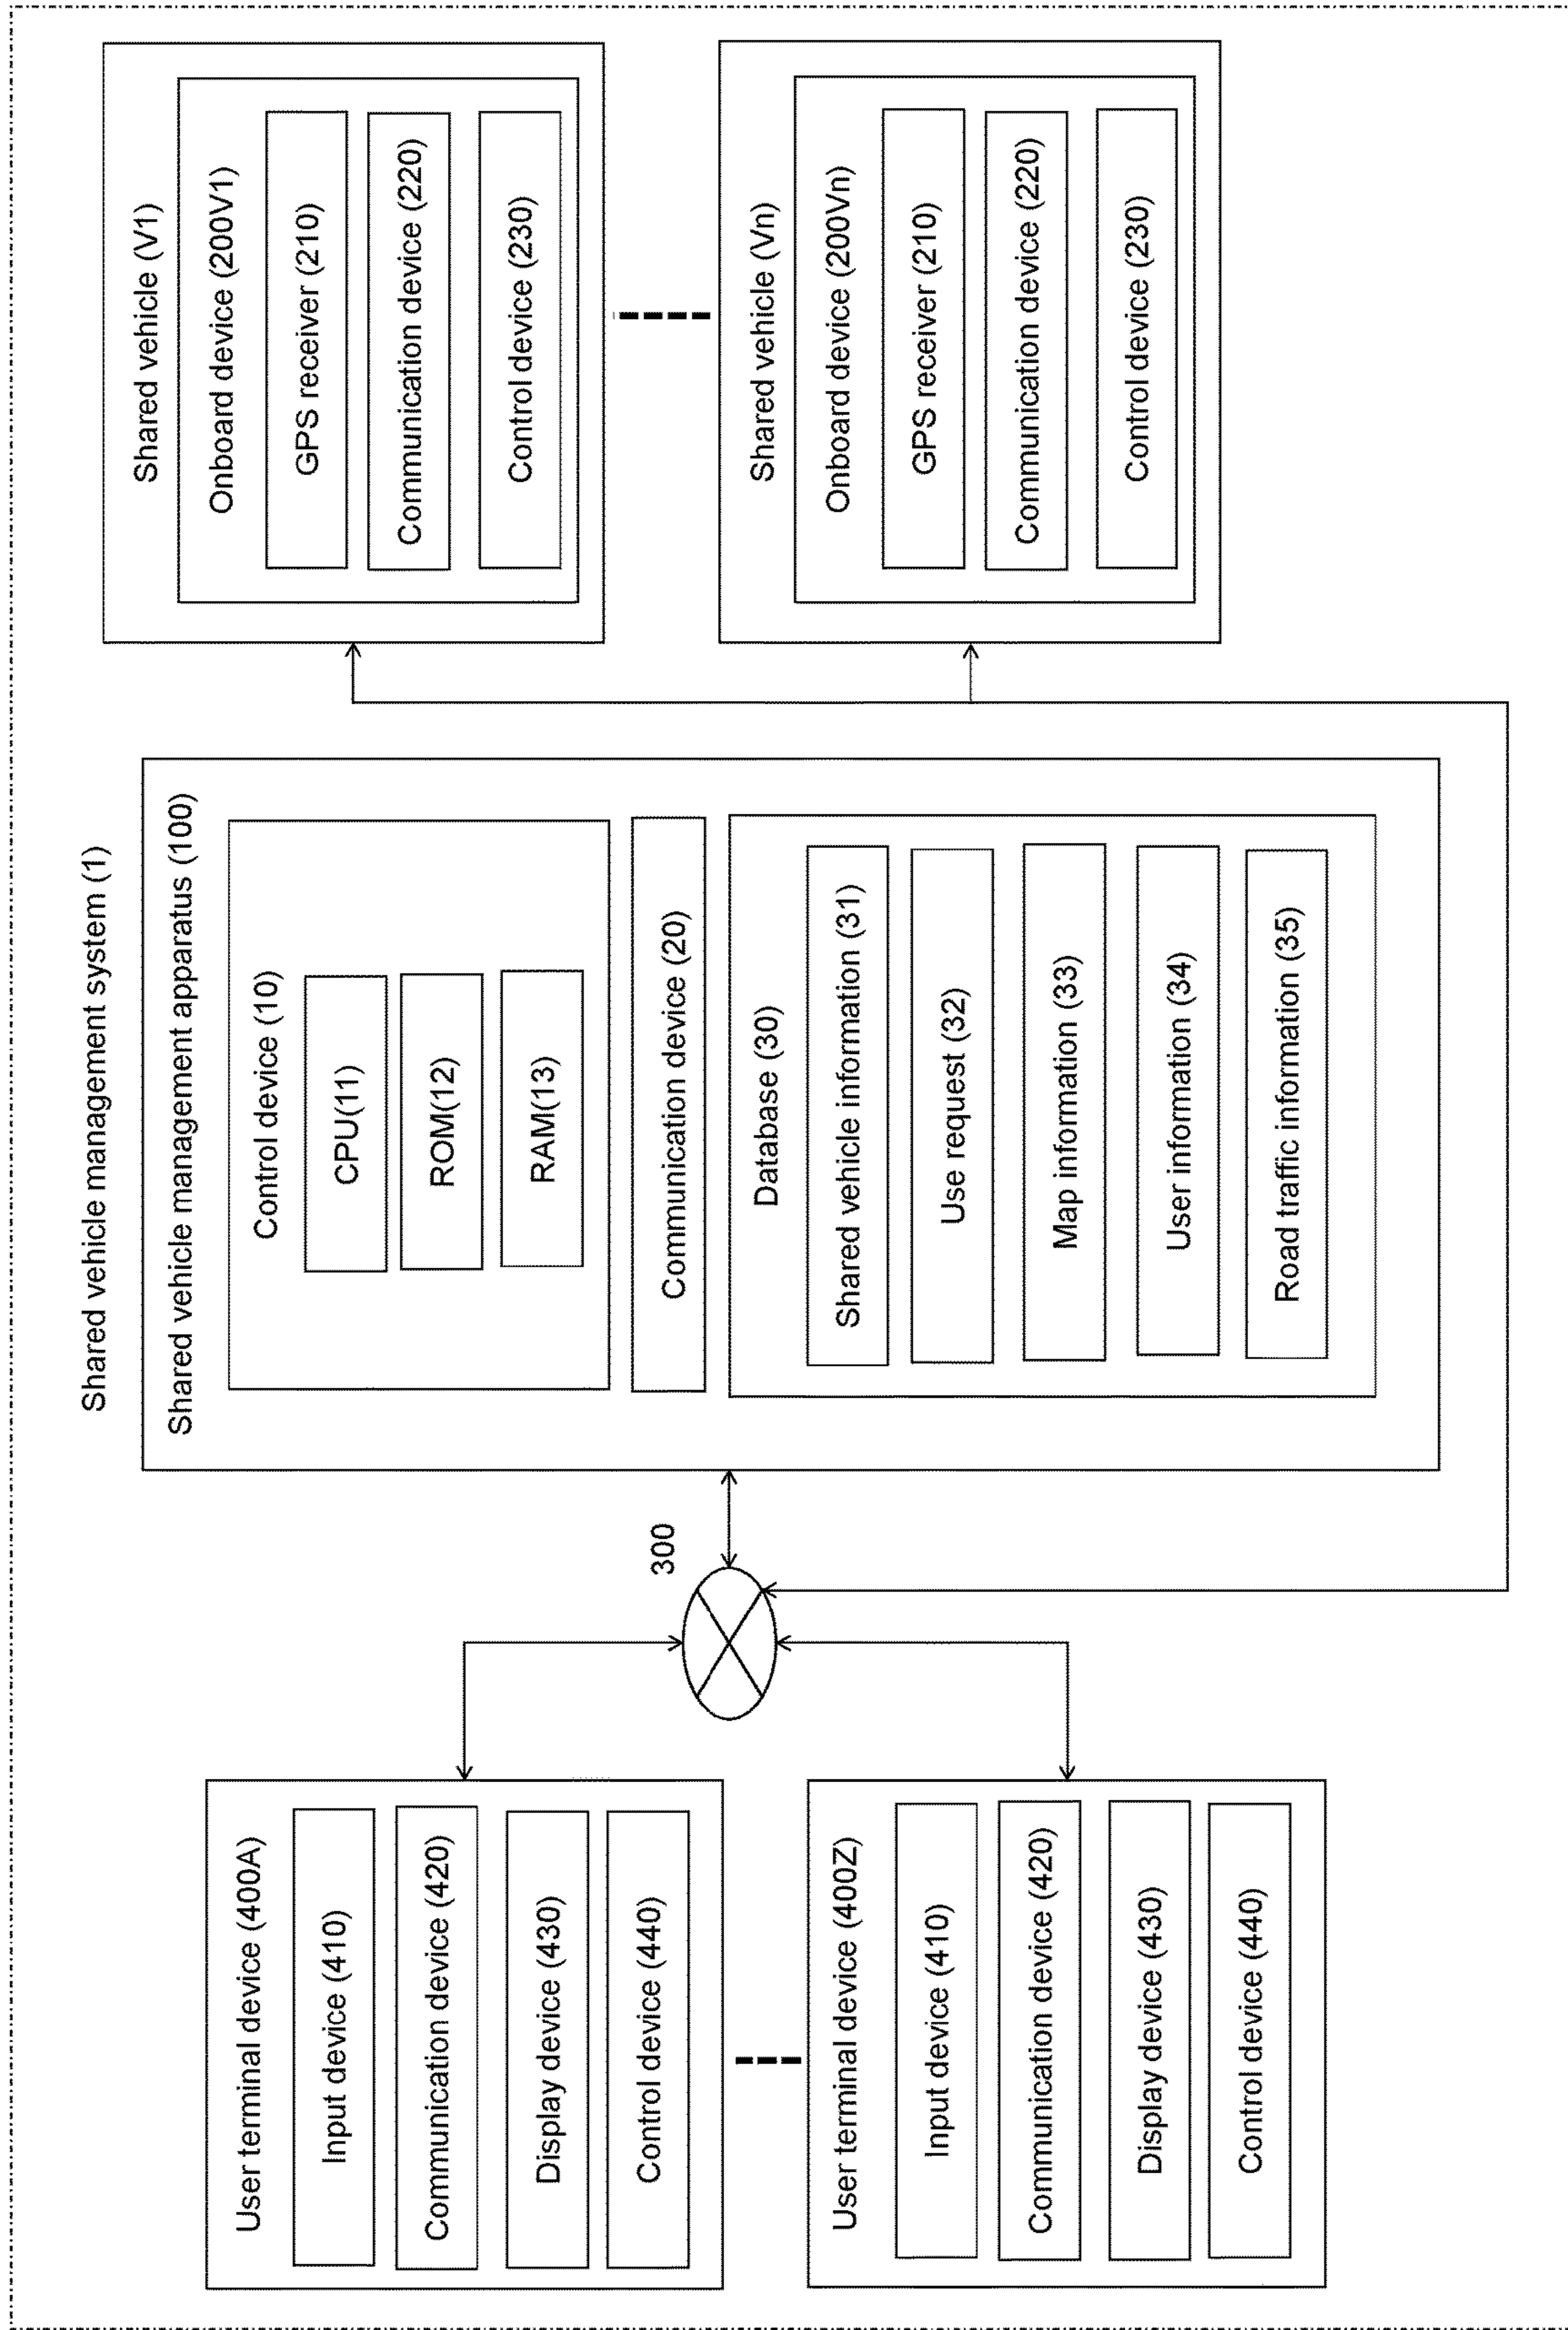 Shared vehicle management system (1)
User terminal device (400A)
Input device (410)
Communication device (420)
Display device (430)
Control device (440)
User terminal device (400Z)
Input device (410)
Communication device (420)
Display device (430)
Control device (440)
300
Shared vehicle management apparatus (100)
Control device (10)
CPU(11)
ROM(12)
RAM(13)
Communication device (20)
Database (30)
Shared vehicle information (31)
Use request (32)
Map information (33)
User information (34)
Road traffic information (35)
Shared vehicle (V1)
Onboard device (200V1)
GPS receiver (210)
Communication device (220)
Control device (230)
Shared vehicle (Vn)
Onboard device (200Vn)
GPS receiver (210)
Communication device (220)
Control device (230)